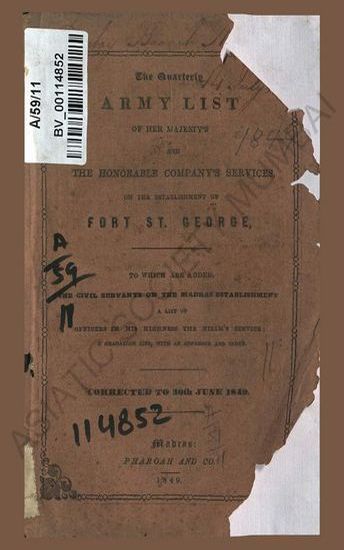 A/59/11
BV_00114852
The Quarterly
ARMY LIST
OF HER MAJESTY'S
AND
THE HONORABLE COMPANY'S SERVICES,
ON THE ESTABLISHMENT OF
FORT ST. GEORGE,
TO WHICH ARE ADDED,
THE CIVIL SERVANTS ON THE MADRAS ESTABLISHMENT
A LIST OF
OFFICERS IN HIS HIGHNESS THE NIZAM'S SERVICE;
A GRADATION LIST, WITH AN APPENDIX AND INDEX.
CORRECTED TO 30th JUNE 1849.
A
59
11
114852
Madras:
PHAROAH AND CO.
1849.
ASIATIC SOCIETY MUMBAI